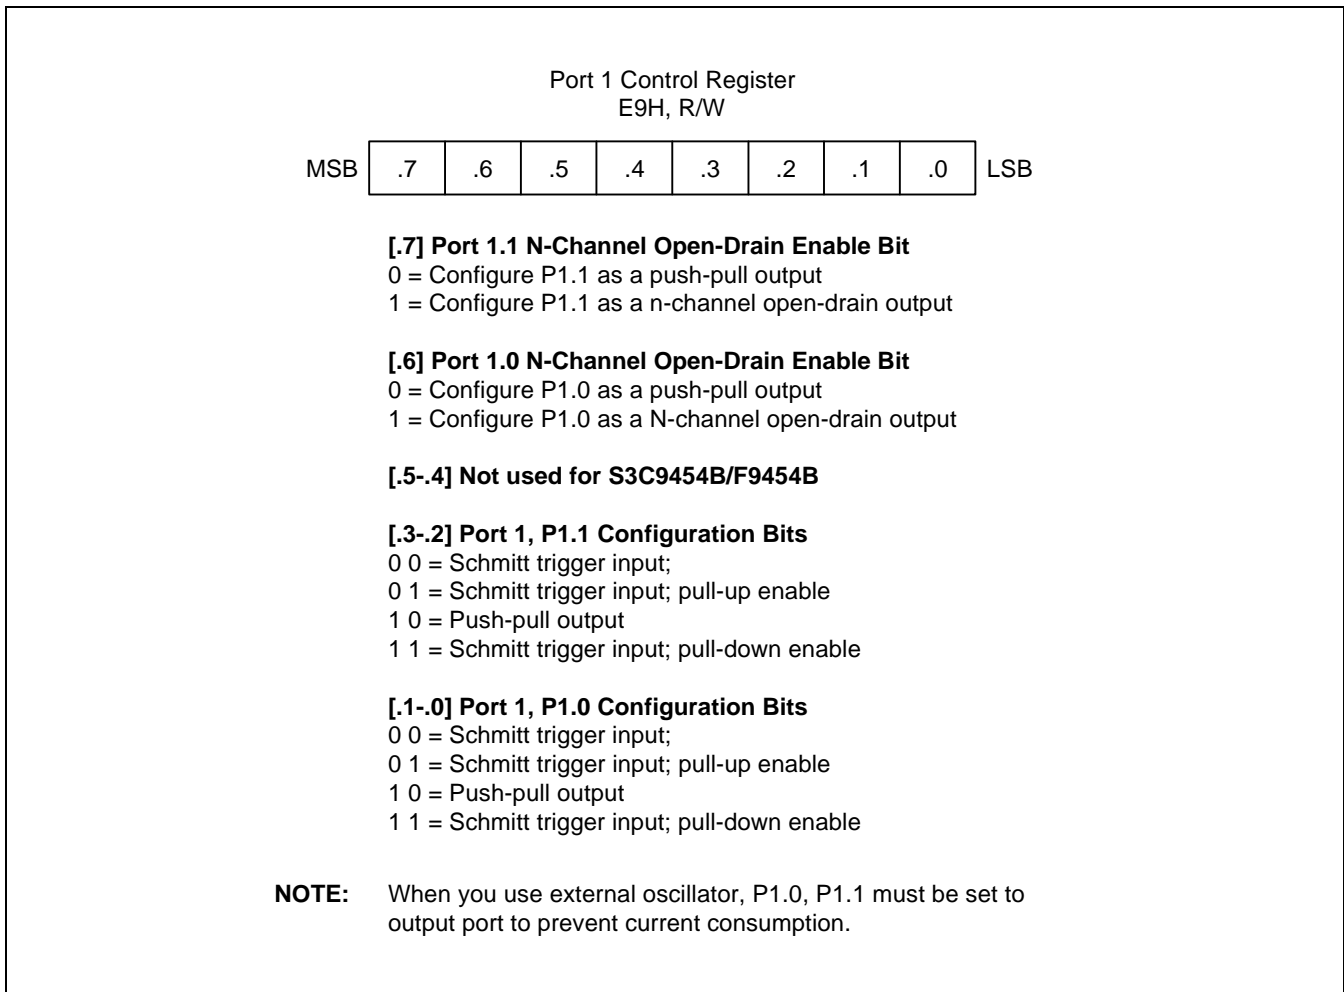 Port 1 Control Register
E9H, R/W
MSB .7 .6 .5 .4 .3 .2 .1 .0 LSB
[.7] Port 1.1 N-Channel Open-Drain Enable Bit
0 = Configure P1.1 as a push-pull output
1 = Configure P1.1 as a n-channel open-drain output
[.6] Port 1.0 N-Channel Open-Drain Enable Bit
0 = Configure P1.0 as a push-pull output
1 = Configure P1.0 as a N-channel open-drain output
[.5-.4] Not used for S3C9454B/F9454B
[.3-.2] Port 1, P1.1 Configuration Bits
0 0 = Schmitt trigger input;
0 1 = Schmitt trigger input; pull-up enable
1 0 = Push-pull output
1 1 = Schmitt trigger input; pull-down enable
[.1-.0] Port 1, P1.0 Configuration Bits
0 0 = Schmitt trigger input;
0 1 = Schmitt trigger input; pull-up enable
1 0 = Push-pull output
1 1 = Schmitt trigger input; pull-down enable
NOTE: When you use external oscillator, P1.0, P1.1 must be set to
output port to prevent current consumption.